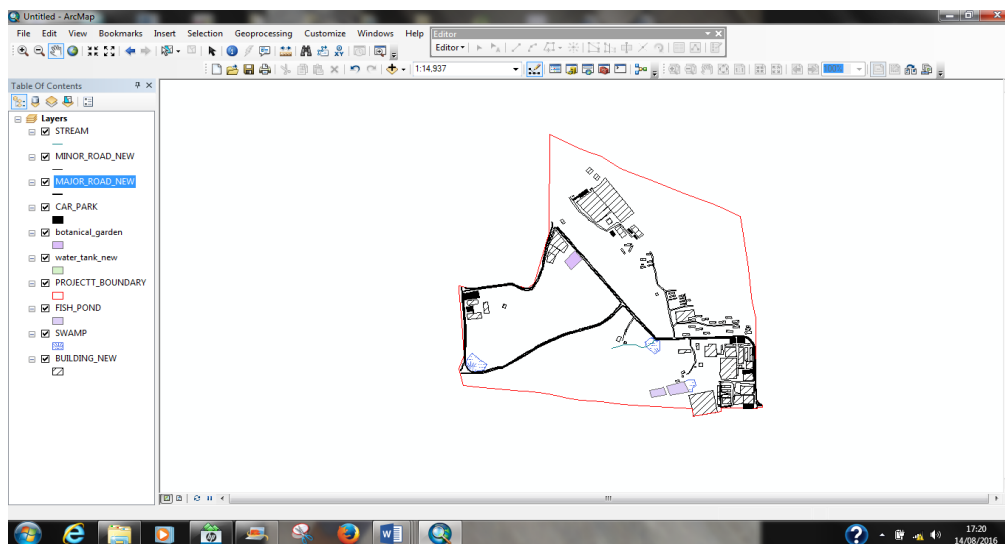 Untitled - ArcMap
File Edit View Bookmarks Insert Selection Geoprocessing Customize Windows Help
Editor
Editor
1:14,937
100%
Table Of Contents
Layers
STREAM
MINOR_ROAD_NEW
MAJOR_ROAD_NEW
CAR_PARK
botanical_garden
water_tank_new
PROJECTT_BOUNDARY
FISH_POND
SWAMP
BUILDING_NEW
17:20
14/08/2016